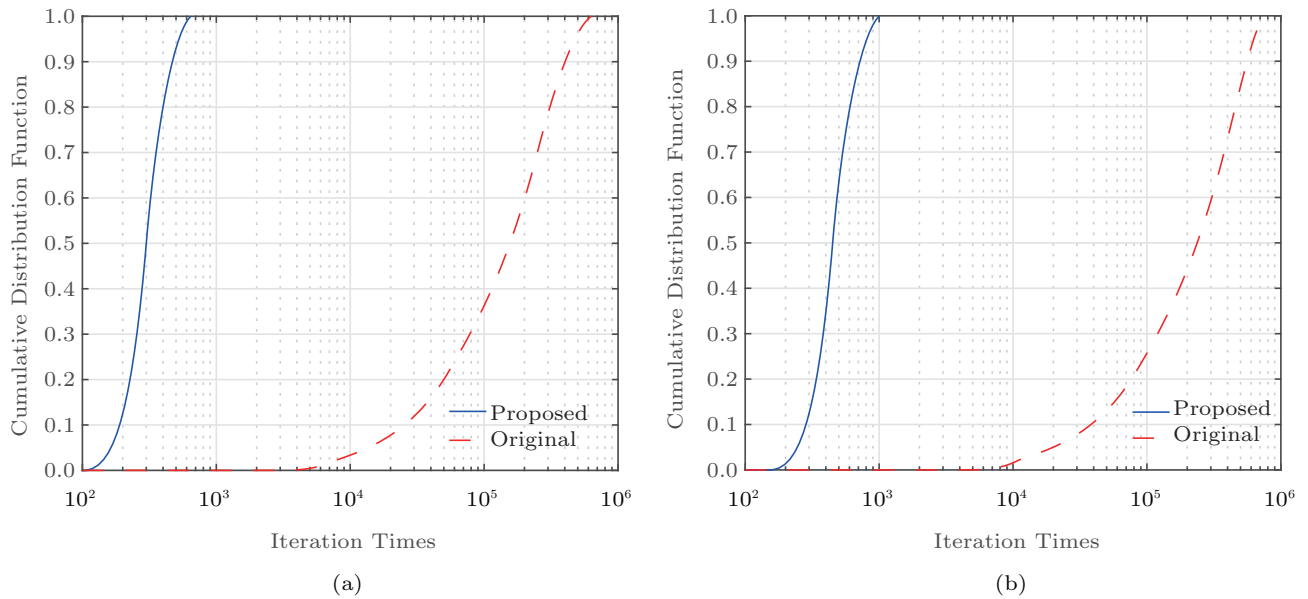 Cumulative Distribution Function
1.0
0.9
0.8
0.7
0.6
0.5
0.4
0.3
0.2
0.1
0.0
Proposed
Original
10² 10³ 10⁴ 10⁵ 10⁶
Iteration Times
(a)
Cumulative Distribution Function
1.0
0.9
0.8
0.7
0.6
0.5
0.4
0.3
0.2
0.1
0.0
Proposed
Original
10² 10³ 10⁴ 10⁵ 10⁶
Iteration Times
(b)